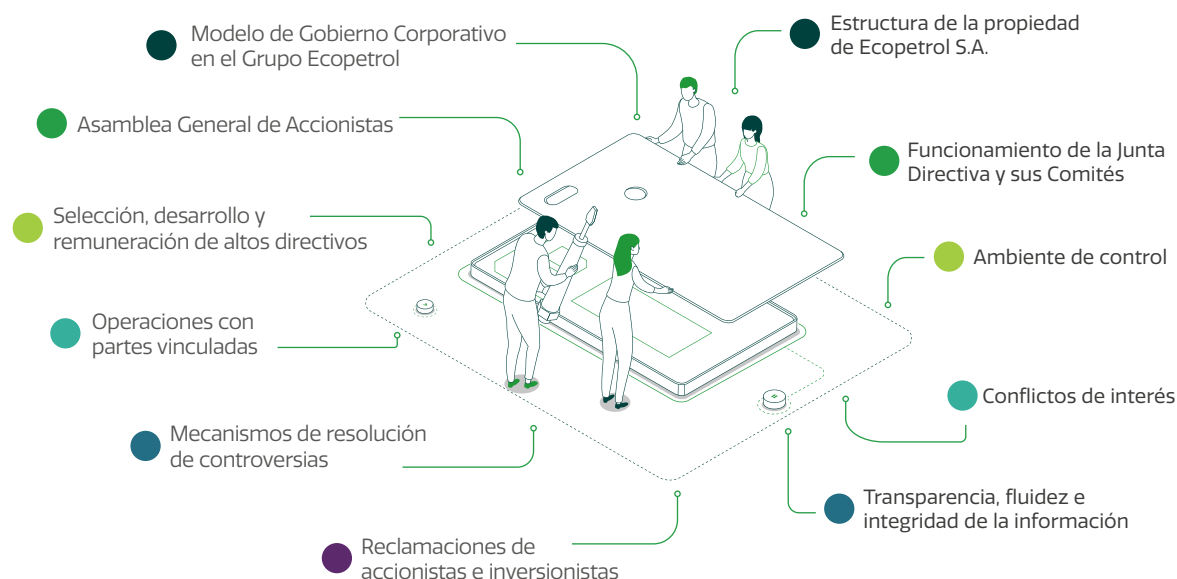 Modelo de Gobierno Corporativo
en el Grupo Ecopetrol
Estructura de la propiedad
de Ecopetrol S.A.
Asamblea General de Accionistas
Funcionamiento de la Junta
Directiva y sus Comités
Selección, desarrollo y
remuneración de altos directivos
Ambiente de control
Operaciones con
partes vinculadas
Conflictos de interés
Mecanismos de resolución
de controversias
Transparencia, fluidez e
integridad de la información
Reclamaciones de
accionistas e inversionistas